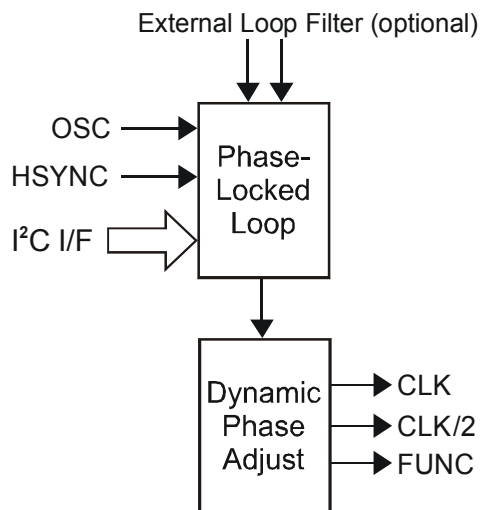 External Loop Filter (optional)
OSC
HSYNC
I²C I/F
Phase-
Locked
Loop
Dynamic
Phase
Adjust
CLK
CLK/2
FUNC